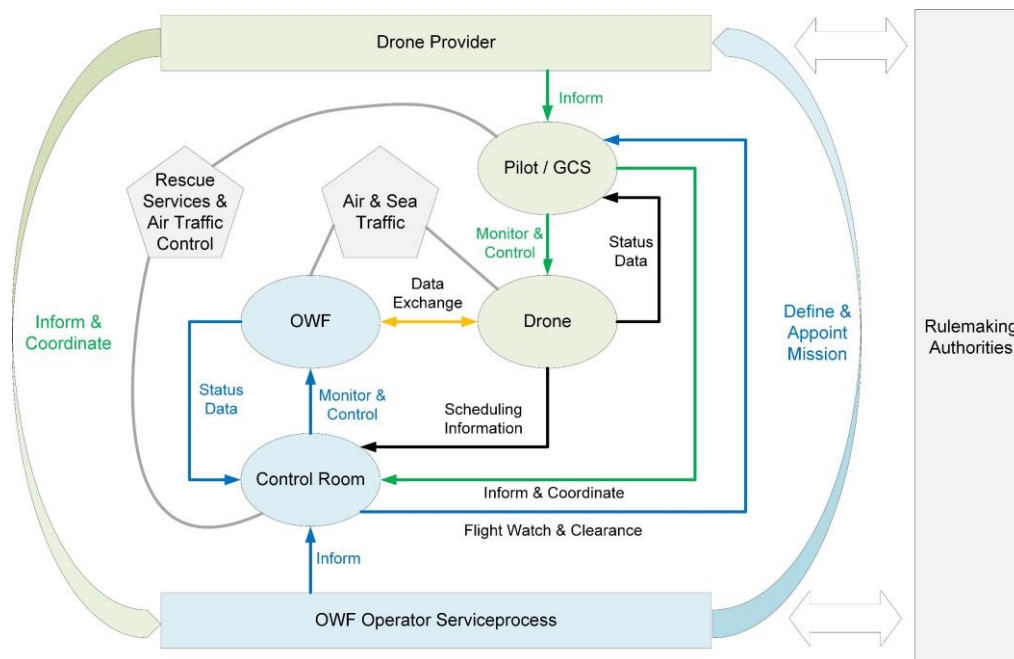 Drone Provider
Inform
Pilot / GCS
Rescue
Services &
Air Traffic
Control
Air & Sea
Traffic
Monitor &
Control
Status
Data
Data
Exchange
OWF
Drone
Inform &
Coordinate
Define &
Appoint
Mission
Rulemaking
Authorities
Status
Data
Monitor &
Control
Scheduling
Information
Control Room
Inform & Coordinate
Flight Watch & Clearance
Inform
OWF Operator Serviceprocess